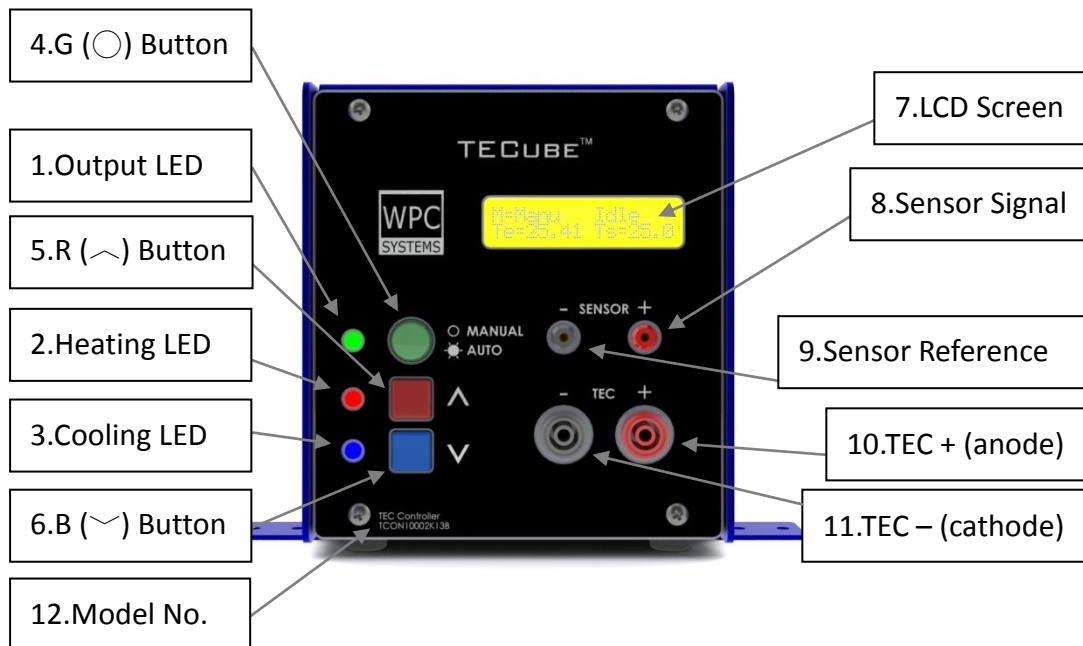 4.G (○) Button
1.Output LED
5.R (︿) Button
2.Heating LED
3.Cooling LED
6.B (﹀) Button
12.Model No.
TECUBE™
WPC
SYSTEMS
M=Manu Idle
Te=25.41 Ts=25.0
○ MANUAL
AUTO
∧
∨
- SENSOR +
- TEC +
TEC Controller
TCON10002K13B
7.LCD Screen
8.Sensor Signal
9.Sensor Reference
10.TEC + (anode)
11.TEC – (cathode)